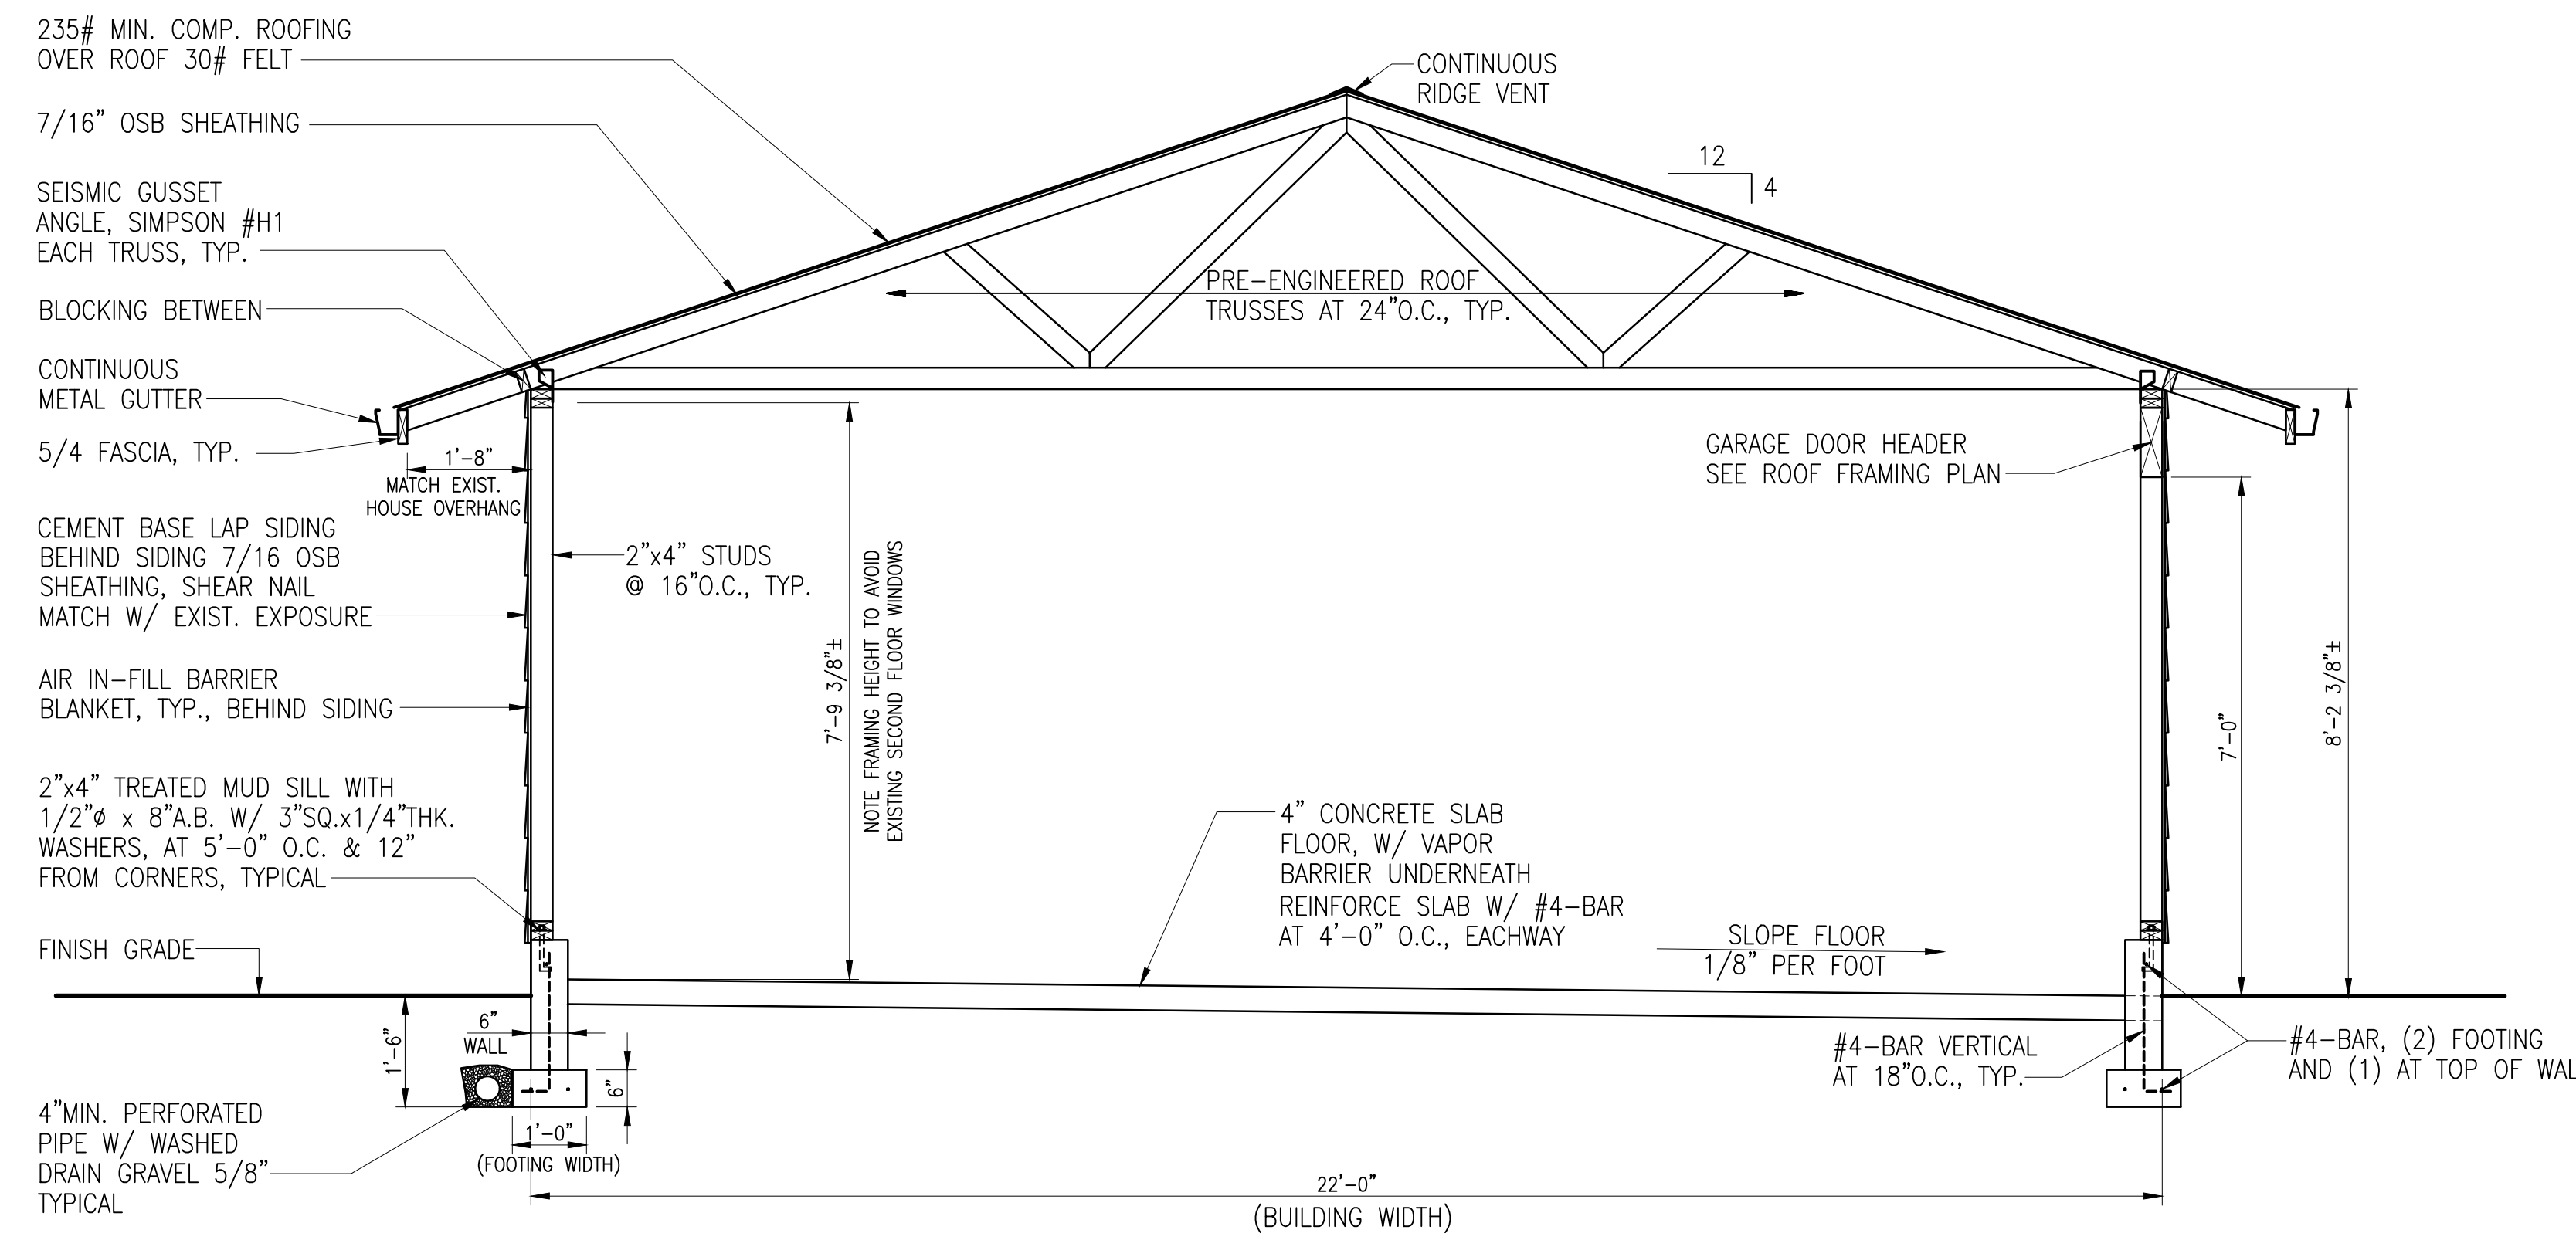 235# MIN. COMP. ROOFING
OVER ROOF 30# FELT
7/16” OSB SHEATHING
SEISMIC GUSSET
ANGLE, SIMPSON #H1
EACH TRUSS, TYP.
BLOCKING BETWEEN
CONTINUOUS
METAL GUTTER
5/4 FASCIA, TYP.
1’-8”
MATCH EXIST.
HOUSE OVERHANG
CEMENT BASE LAP SIDING
BEHIND SIDING 7/16 OSB
SHEATHING, SHEAR NAIL
MATCH W/ EXIST. EXPOSURE
AIR IN-FILL BARRIER
BLANKET, TYP., BEHIND SIDING
2”x4” TREATED MUD SILL WITH
1/2”ø x 8”A.B. W/ 3”SQ.x1/4”THK.
WASHERS, AT 5’-0” O.C. & 12”
FROM CORNERS, TYPICAL
FINISH GRADE
1’-6”
6”
WALL
6”
1’-0”
(FOOTING WIDTH)
4”MIN. PERFORATED
PIPE W/ WASHED
DRAIN GRAVEL 5/8”
TYPICAL
CONTINUOUS
RIDGE VENT
12
4
PRE-ENGINEERED ROOF
TRUSSES AT 24”O.C., TYP.
2”x4” STUDS
@ 16”O.C., TYP.
7’-9 3/8”±
NOTE FRAMING HEIGHT TO AVOID
EXISTING SECOND FLOOR WINDOWS
GARAGE DOOR HEADER
SEE ROOF FRAMING PLAN
7’-0”
8’-2 3/8”±
4” CONCRETE SLAB
FLOOR, W/ VAPOR
BARRIER UNDERNEATH
REINFORCE SLAB W/ #4-BAR
AT 4’-0” O.C., EACHWAY
SLOPE FLOOR
1/8” PER FOOT
#4-BAR VERTICAL
AT 18”O.C., TYP.
#4-BAR, (2) FOOTING
AND (1) AT TOP OF WAL
22’-0”
(BUILDING WIDTH)